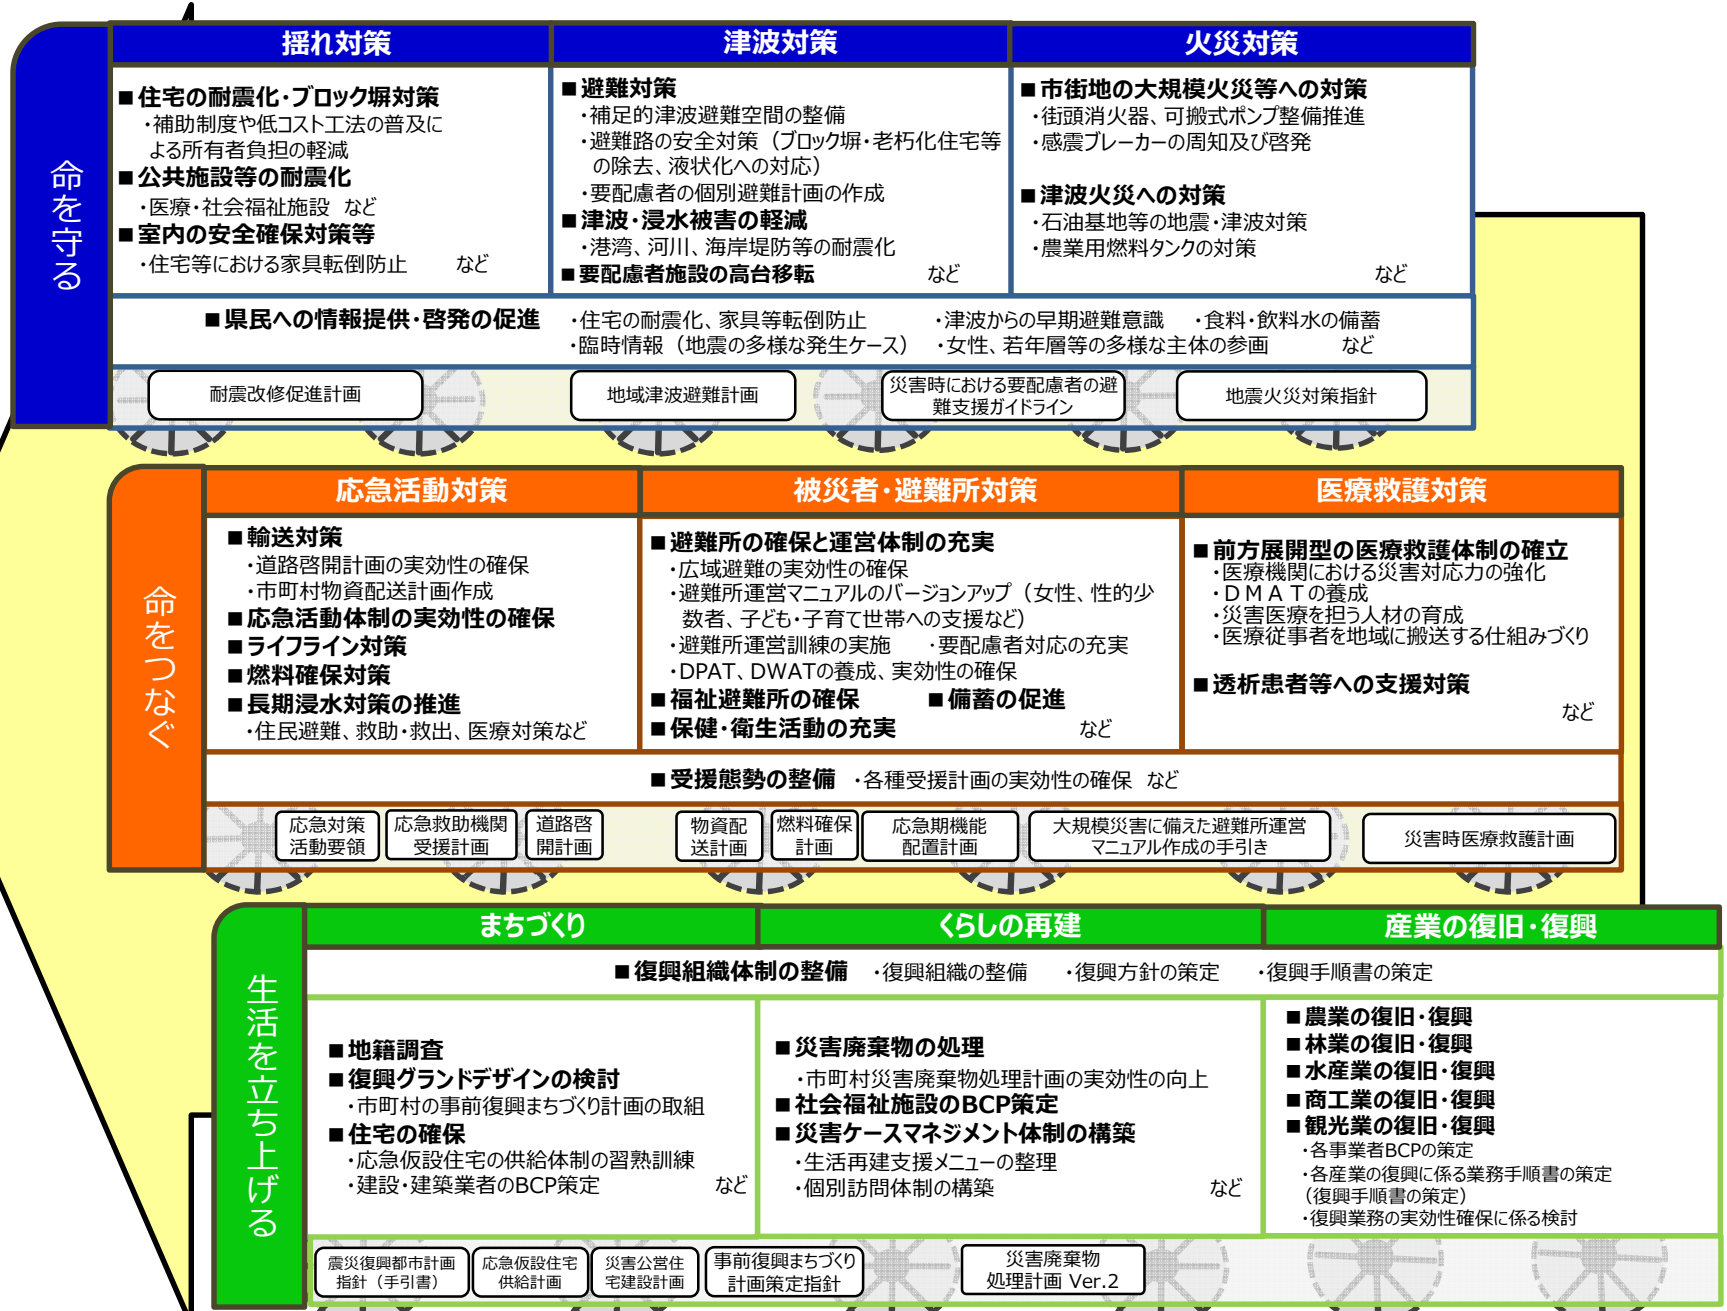 命を守る
揺れ対策
■住宅の耐震化・ブロック塀対策
・補助制度や低コスト工法の普及に
よる所有者負担の軽減
■公共施設等の耐震化
・医療・社会福祉施設 など
■室内の安全確保対策等
・住宅等における家具転倒防止 など
津波対策
■避難対策
・補足的津波避難空間の整備
・避難路の安全対策（ブロック塀・老朽化住宅等
の除去、液状化への対応）
・要配慮者の個別避難計画の作成
■津波・浸水被害の軽減
・港湾、河川、海岸堤防等の耐震化
■要配慮者施設の高台移転 など
火災対策
■市街地の大規模火災等への対策
・街頭消火器、可搬式ポンプ整備推進
・感震ブレーカーの周知及び啓発
■津波火災への対策
・石油基地等の地震・津波対策
・農業用燃料タンクの対策
など
■県民への情報提供・啓発の促進 ・住宅の耐震化、家具等転倒防止 ・津波からの早期避難意識 ・食料・飲料水の備蓄
・臨時情報（地震の多様な発生ケース） ・女性、若年層等の多様な主体の参画 など
耐震改修促進計画
地域津波避難計画
災害時における要配慮者の避
難支援ガイドライン
地震火災対策指針
命をつなぐ
応急活動対策
■輸送対策
・道路啓開計画の実効性の確保
・市町村物資配送計画作成
■応急活動体制の実効性の確保
■ライフライン対策
■燃料確保対策
■長期浸水対策の推進
・住民避難、救助・救出、医療対策など
被災者・避難所対策
■避難所の確保と運営体制の充実
・広域避難の実効性の確保
・避難所運営マニュアルのバージョンアップ（女性、性的少
数者、子ども・子育て世帯への支援など）
・避難所運営訓練の実施 ・要配慮者対応の充実
・DPAT、DWATの養成、実効性の確保
■福祉避難所の確保 ■備蓄の促進
■保健・衛生活動の充実 など
医療救護対策
■前方展開型の医療救護体制の確立
・医療機関における災害対応力の強化
・ＤＭＡＴの養成
・災害医療を担う人材の育成
・医療従事者を地域に搬送する仕組みづくり
■透析患者等への支援対策
など
■受援態勢の整備 ・各種受援計画の実効性の確保 など
応急対策
活動要領
応急救助機関
受援計画
道路啓
開計画
物資配
送計画
燃料確保
計画
応急期機能
配置計画
大規模災害に備えた避難所運営
マニュアル作成の手引き
災害時医療救護計画
生活を立ち上げる
まちづくり
くらしの再建
産業の復旧・復興
■復興組織体制の整備 ・復興組織の整備 ・復興方針の策定 ・復興手順書の策定
■地籍調査
■復興グランドデザインの検討
・市町村の事前復興まちづくり計画の取組
■住宅の確保
・応急仮設住宅の供給体制の習熟訓練
・建設・建築業者のBCP策定 など
■災害廃棄物の処理
・市町村災害廃棄物処理計画の実効性の向上
■社会福祉施設のBCP策定
■災害ケースマネジメント体制の構築
・生活再建支援メニューの整理
・個別訪問体制の構築 など
■農業の復旧・復興
■林業の復旧・復興
■水産業の復旧・復興
■商工業の復旧・復興
■観光業の復旧・復興
・各事業者BCPの策定
・各産業の復興に係る業務手順書の策定
（復興手順書の策定）
・復興業務の実効性確保に係る検討
震災復興都市計画
指針（手引書）
応急仮設住宅
供給計画
災害公営住
宅建設計画
事前復興まちづくり
計画策定指針
災害廃棄物
処理計画 Ver.2